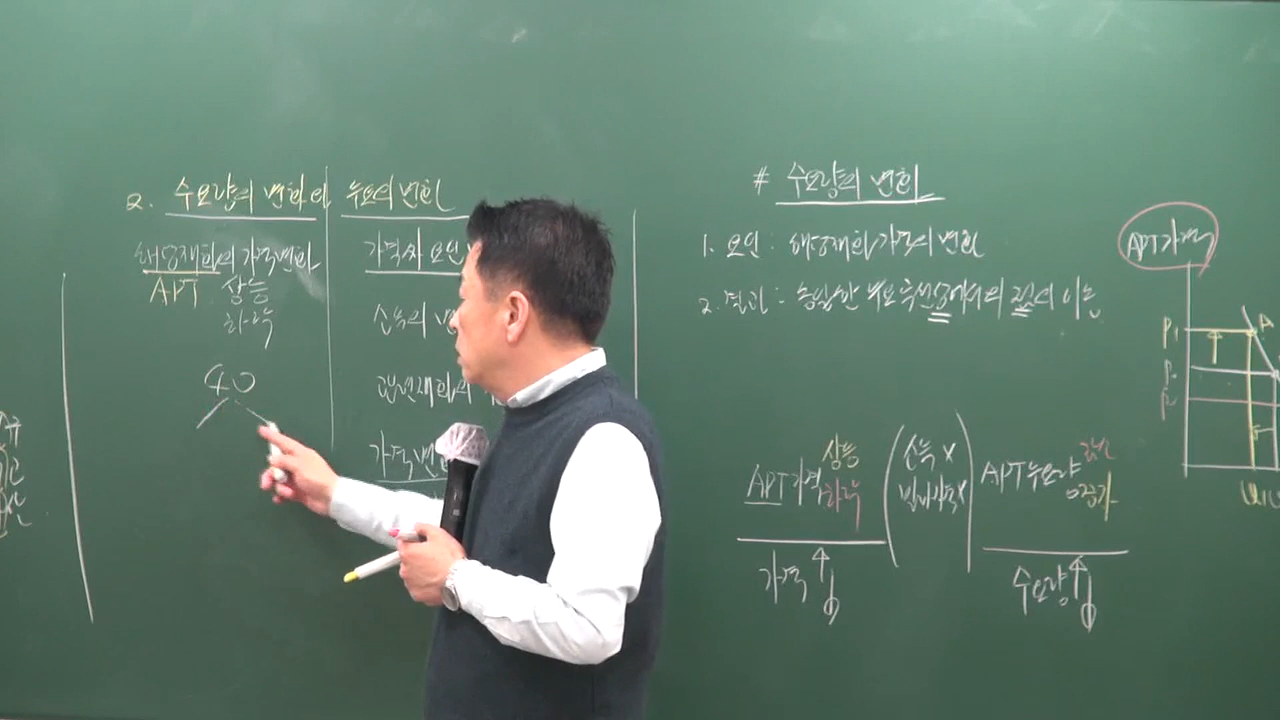 2. 수요량의 변화와 수요의 변화
해당재화의 가격변화
APT 상승
하락
40
가격外 요인
소득의 변
관련재화의
가격변
# 수요량의 변화
1. 요인 : 해당재화 가격의 변화
2. 결과 : 동일한 수요곡선상에서의 점의 이동
APT가격 상승 하락
소득 X
APT수요량 감소 증가
가격 ↑↓
수요량 ↑↓
APT가격
P₁ A